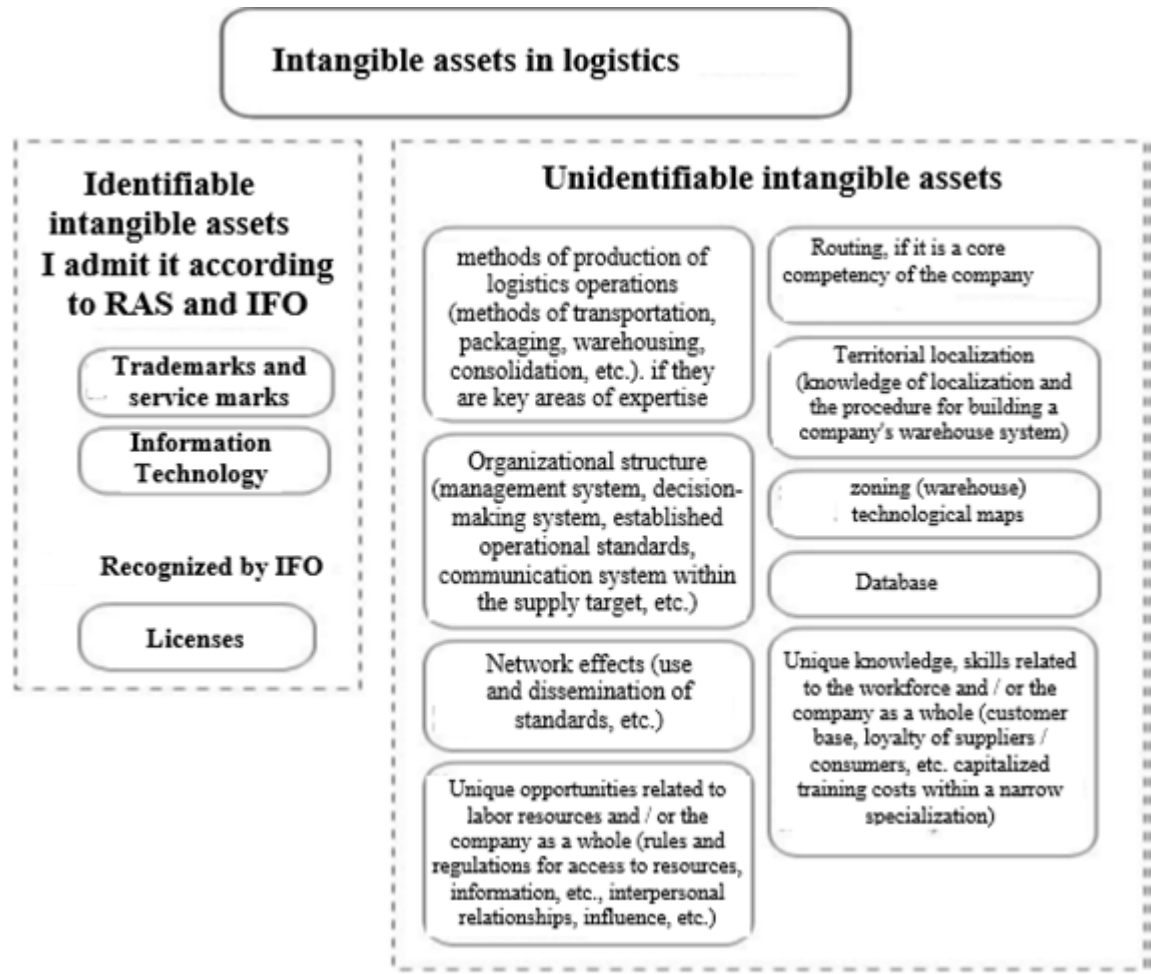 Intangible assets in logistics
Identifiable
intangible assets
I admit it according
to RAS and IFO
Trademarks and
service marks
Information
Technology
Recognized by IFO
Licenses
Unidentifiable intangible assets
methods of production of
logistics operations
(methods of transportation,
packaging, warehousing,
consolidation, etc.). if they
are key areas of expertise
Organizational structure
(management system, decision-
making system, established
operational standards,
communication system within
the supply target, etc.)
Network effects (use
and dissemination of
standards, etc.)
Unique opportunities related to
labor resources and / or the
company as a whole (rules and
regulations for access to resources,
information, etc., interpersonal
relationships, influence, etc.)
Routing, if it is a core
competency of the company
Territorial localization
(knowledge of localization and
the procedure for building a
company's warehouse system)
zoning (warehouse)
technological maps
Database
Unique knowledge, skills related
to the workforce and / or the
company as a whole (customer
base, loyalty of suppliers /
consumers, etc. capitalized
training costs within a narrow
specialization)